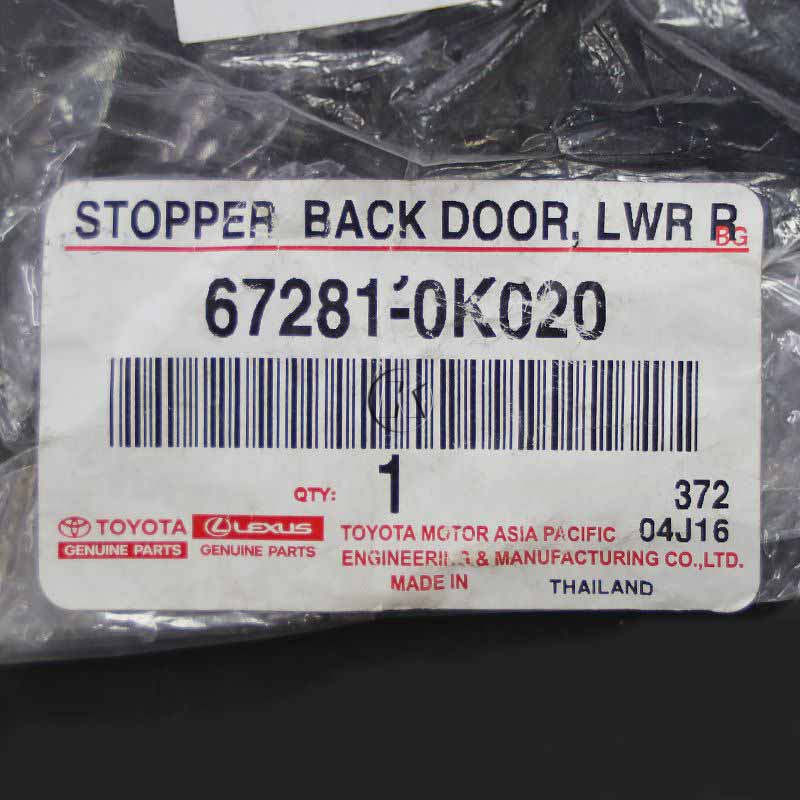 STOPPER BACK DOOR, LWR R
BG
67281-0K020
QTY: 1
372
04J16
TOYOTA
GENUINE PARTS
LEXUS
GENUINE PARTS
TOYOTA MOTOR ASIA PACIFIC
ENGINEERING & MANUFACTURING CO.,LTD.
MADE IN THAILAND